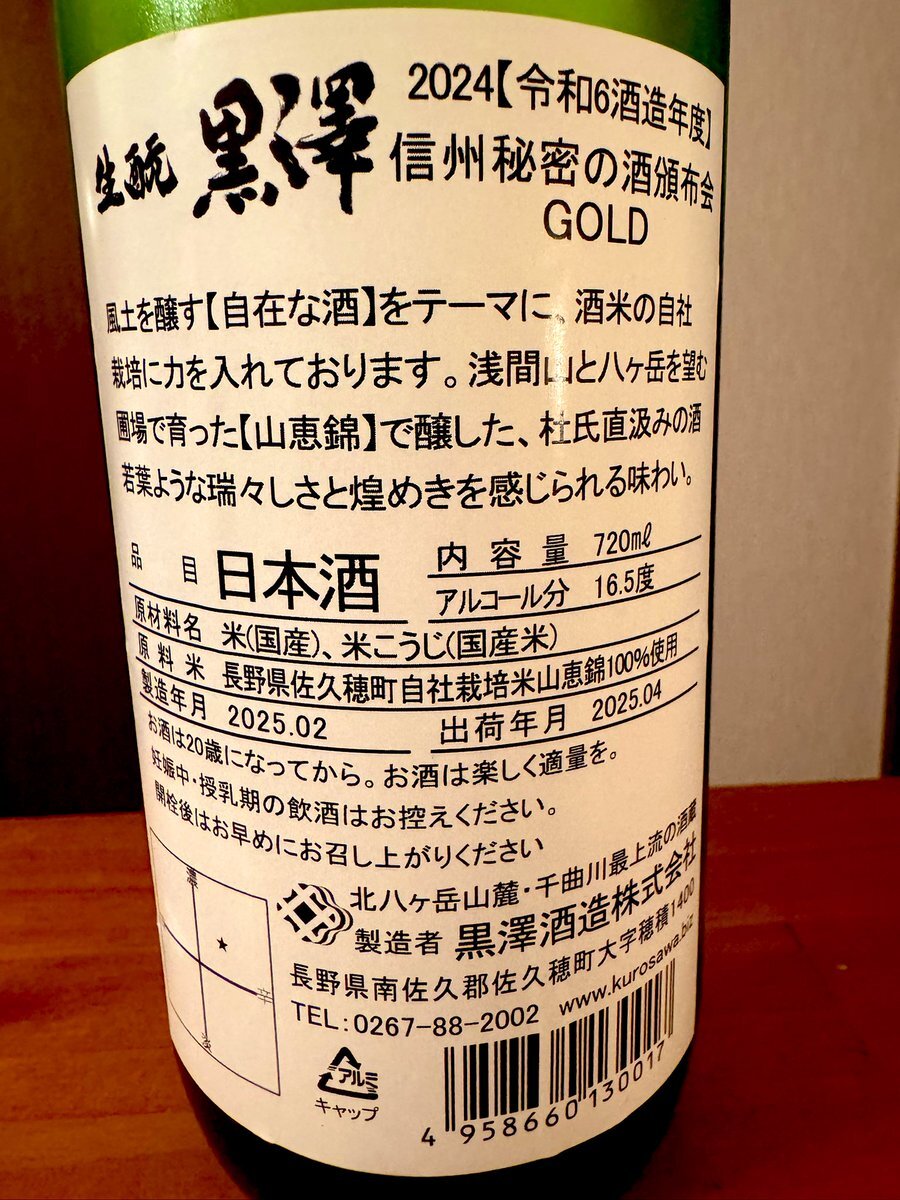 生酛 黒澤
2024【令和6酒造年度】
信州秘密の酒頒布会
GOLD
風土を醸す【自在な酒】をテーマに、酒米の自社
栽培に力を入れております。浅間山と八ヶ岳を望む
圃場で育った【山恵錦】で醸した、杜氏直汲みの酒
若葉ような瑞々しさと煌めきを感じられる味わい。
品目 日本酒
内容量 720ml
アルコール分 16.5度
原材料名 米(国産)、米こうじ(国産米)
原料米 長野県佐久穂町自社栽培米山恵錦100%使用
製造年月 2025.02
出荷年月 2025.04
お酒は20歳になってから。お酒は楽しく適量を。
妊娠中・授乳期の飲酒はお控えください。
開栓後はお早めにお召し上がりください
濃
辛
北八ヶ岳山麓・千曲川最上流の酒蔵
製造者 黒澤酒造株式会社
長野県南佐久郡佐久穂町大字穂積1400
TEL:0267-88-2002 www.kurosawa.biz
アルミ
キャップ
4 958660 130017